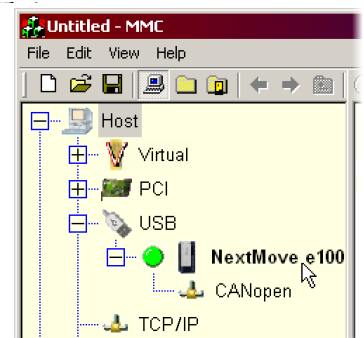 Untitled - MMC
File Edit View Help
Host
Virtual
PCI
USB
NextMove e100
CANopen
TCP/IP